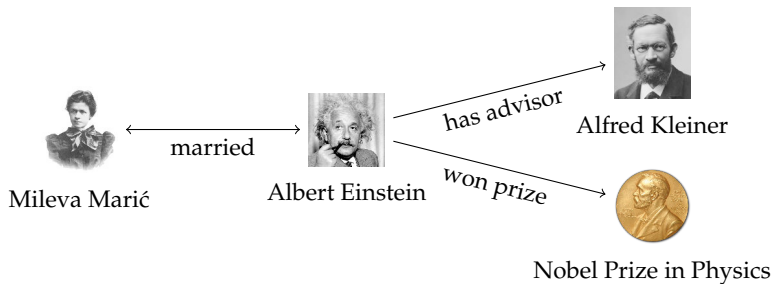 has advisor
Alfred Kleiner
married
Mileva Marić
Albert Einstein
won prize
Nobel Prize in Physics